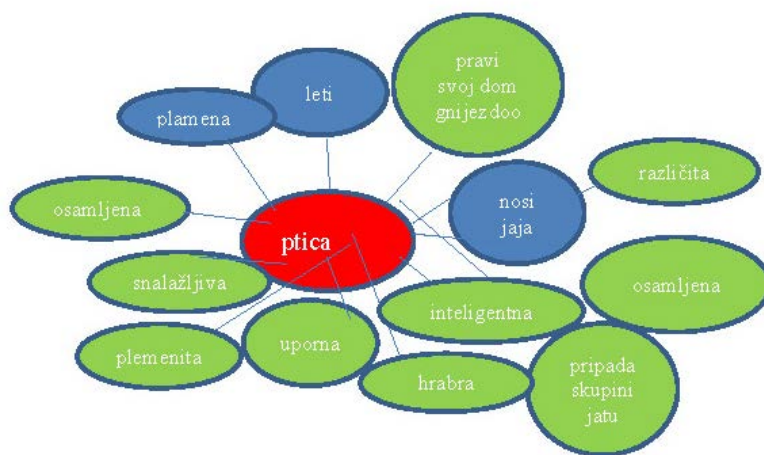 pravi
svoj dom
gnijezdoo
leti
plamena
različita
osamljena
nosi
jaja
ptica
snalažljiva
osamljena
inteligentna
uporna
plemenita
hrabra
pripada
skupini
jatu